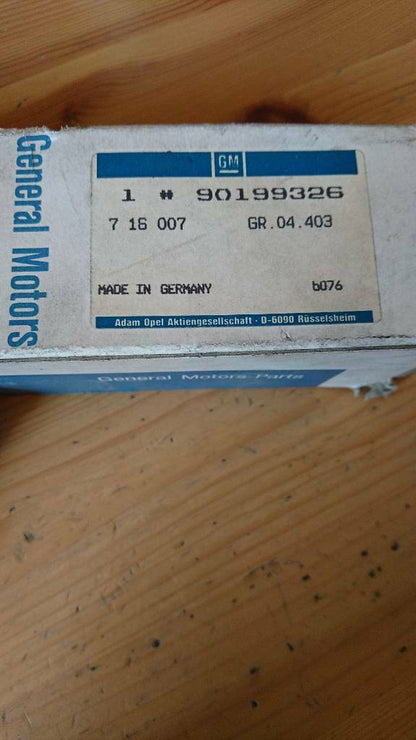 General Motors
GM
1 # 90199326
7 16 007 GR.04.403
MADE IN GERMANY b076
Adam Opel Aktiengesellschaft · D-6090 Rüsselsheim
General Motors Parts